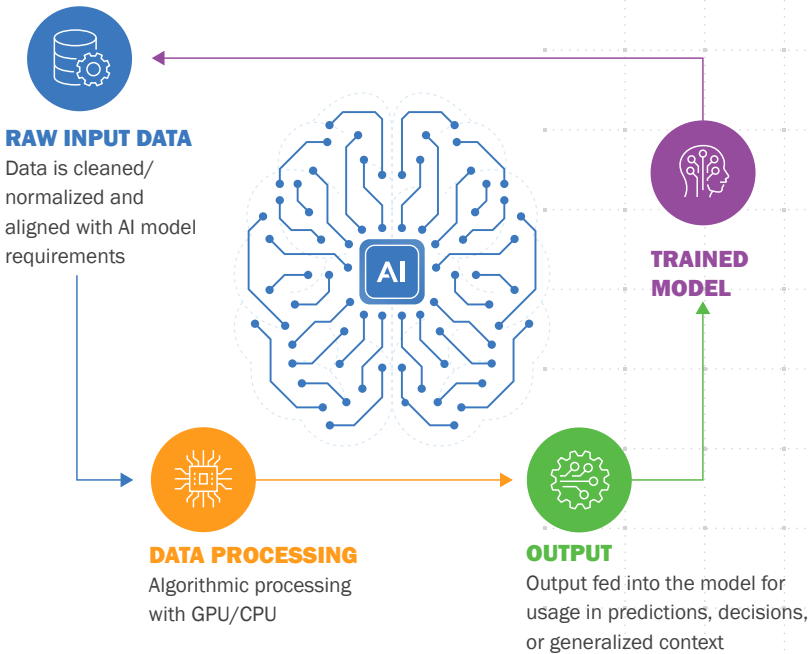 RAW INPUT DATA
Data is cleaned/
normalized and
aligned with AI model
requirements
AI
TRAINED
MODEL
DATA PROCESSING
Algorithmic processing
with GPU/CPU
OUTPUT
Output fed into the model for
usage in predictions, decisions,
or generalized context